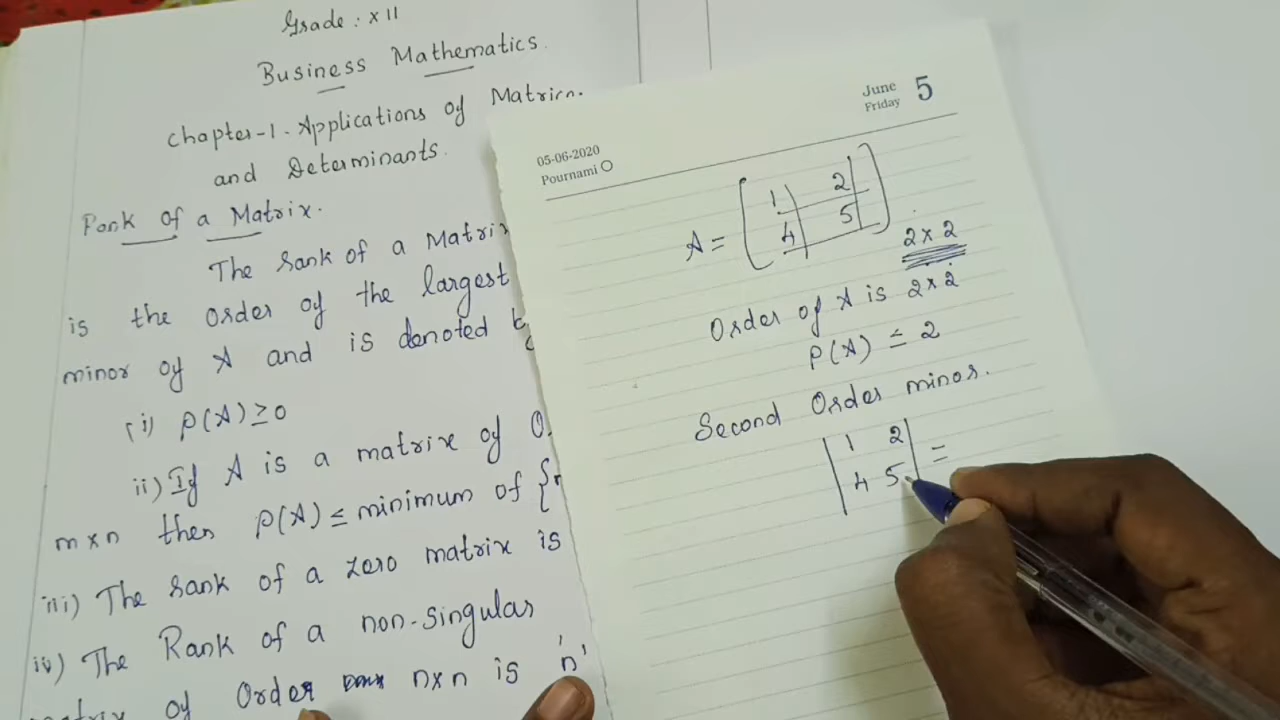 Grade : XII
Business Mathematics.
Chapter-1. Applications of Matrice.
and Determinants.
Rank of a Matrix.
The rank of a Matrix
is the order of the largest
minor of A and is denoted by
(i) ρ(A) ≥ 0
ii) If A is a matrix of O
m×n then ρ(A) ≤ minimum of {
iii) The rank of a zero matrix is
iv) The Rank of a non-singular
matrix of Order n×n is 'n'
June
Friday 5
05-06-2020
Pournami O
A = ( 1 2
4 5 )
2×2
Order of A is 2×2
ρ(A) ≤ 2
Second Order minor.
| 1 2 | =
| 4 5